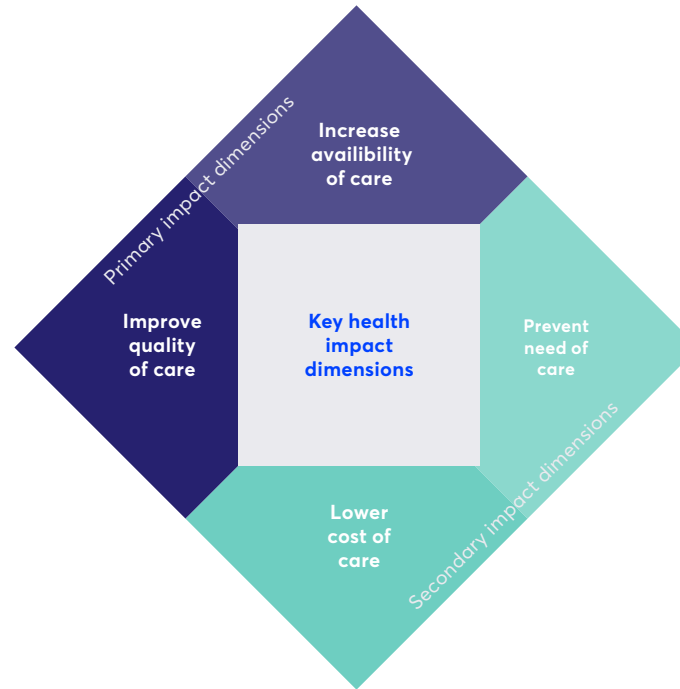 Primary impact dimensions
Increase
availibility
of care
Improve
quality
of care
Key health
impact
dimensions
Prevent
need of
care
Lower
cost of
care
Secondary impact dimensions